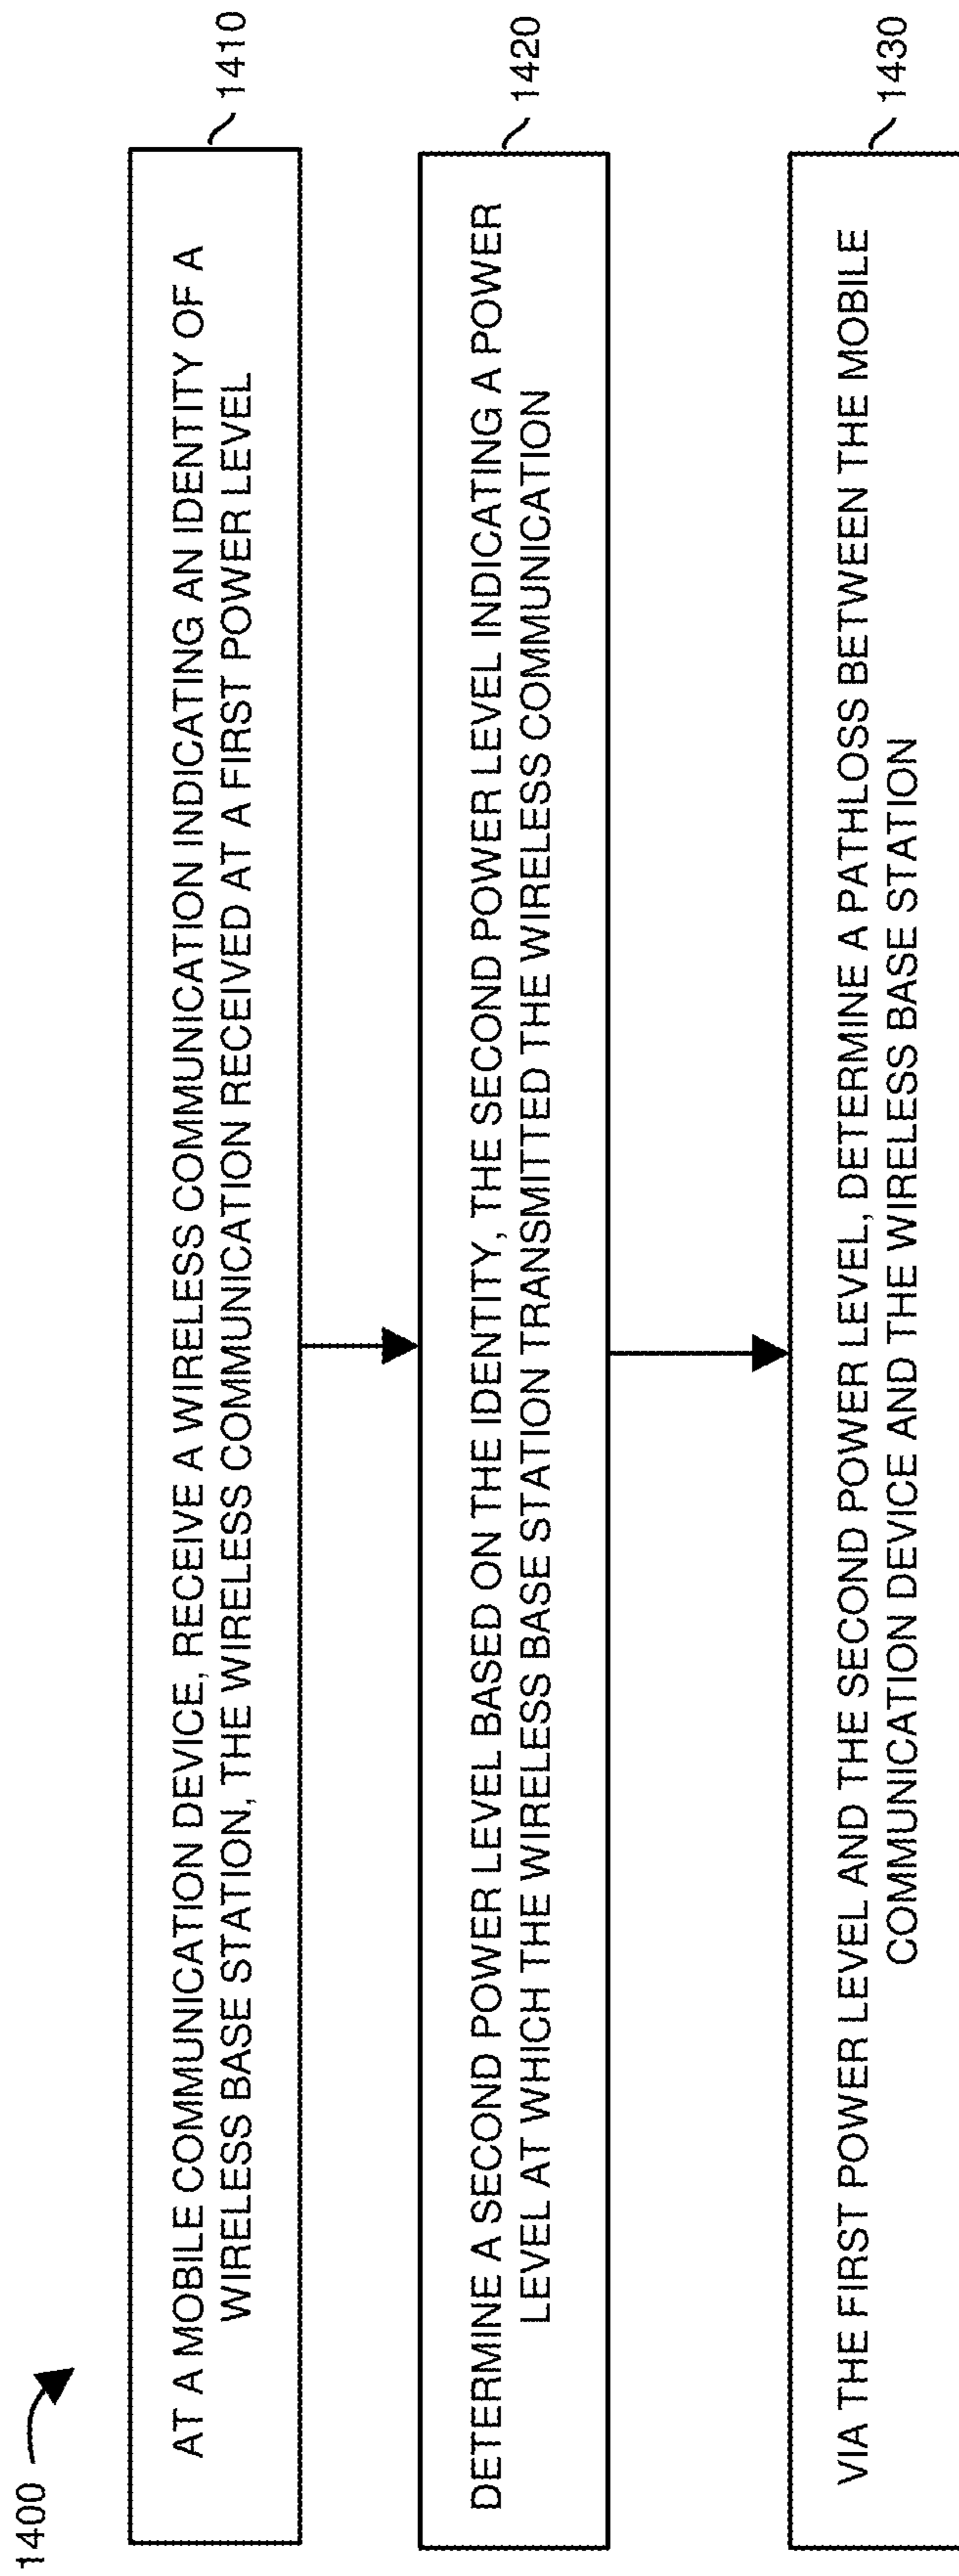 1400
AT A MOBILE COMMUNICATION DEVICE, RECEIVE A WIRELESS COMMUNICATION INDICATING AN IDENTITY OF A
WIRELESS BASE STATION, THE WIRELESS COMMUNICATION RECEIVED AT A FIRST POWER LEVEL
1410
DETERMINE A SECOND POWER LEVEL BASED ON THE IDENTITY, THE SECOND POWER LEVEL INDICATING A POWER
LEVEL AT WHICH THE WIRELESS BASE STATION TRANSMITTED THE WIRELESS COMMUNICATION
1420
VIA THE FIRST POWER LEVEL AND THE SECOND POWER LEVEL, DETERMINE A PATHLOSS BETWEEN THE MOBILE
COMMUNICATION DEVICE AND THE WIRELESS BASE STATION
1430